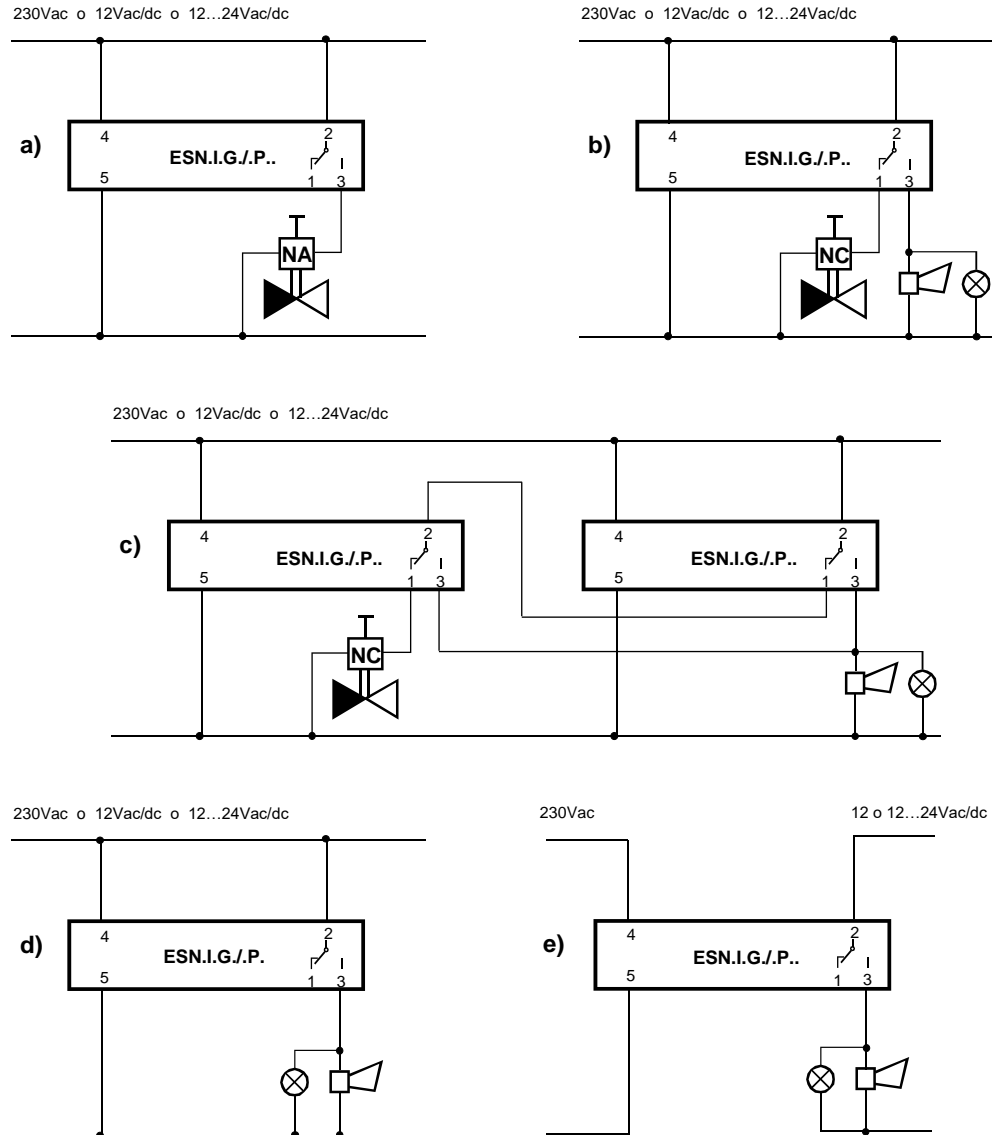 230Vac o 12Vac/dc o 12…24Vac/dc
230Vac o 12Vac/dc o 12…24Vac/dc
a)
4
2
ESN.I.G./.P..
5
1
3
NA
b)
4
2
ESN.I.G./.P..
5
1
3
NC
230Vac o 12Vac/dc o 12…24Vac/dc
c)
4
2
ESN.I.G./.P..
5
1
3
NC
4
2
ESN.I.G./.P..
5
1
3
230Vac o 12Vac/dc o 12…24Vac/dc
d)
4
2
ESN.I.G./.P.
5
1
3
230Vac
12 o 12…24Vac/dc
e)
4
2
ESN.I.G./.P..
5
1
3